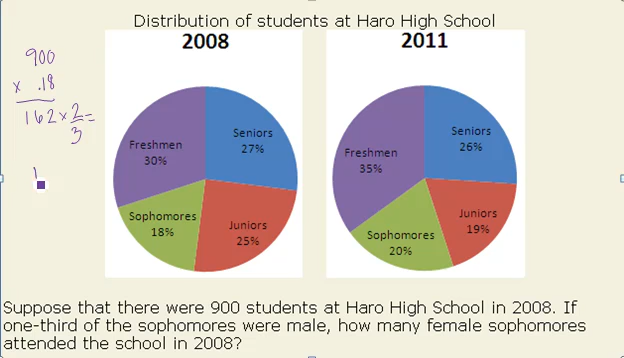 Distribution of students at Haro High School
2008
2011
900
x .18
162 x 2/3 =
Seniors
27%
Juniors
25%
Sophomores
18%
Freshmen
30%
Seniors
26%
Juniors
19%
Sophomores
20%
Freshmen
35%
Suppose that there were 900 students at Haro High School in 2008. If
one-third of the sophomores were male, how many female sophomores
attended the school in 2008?